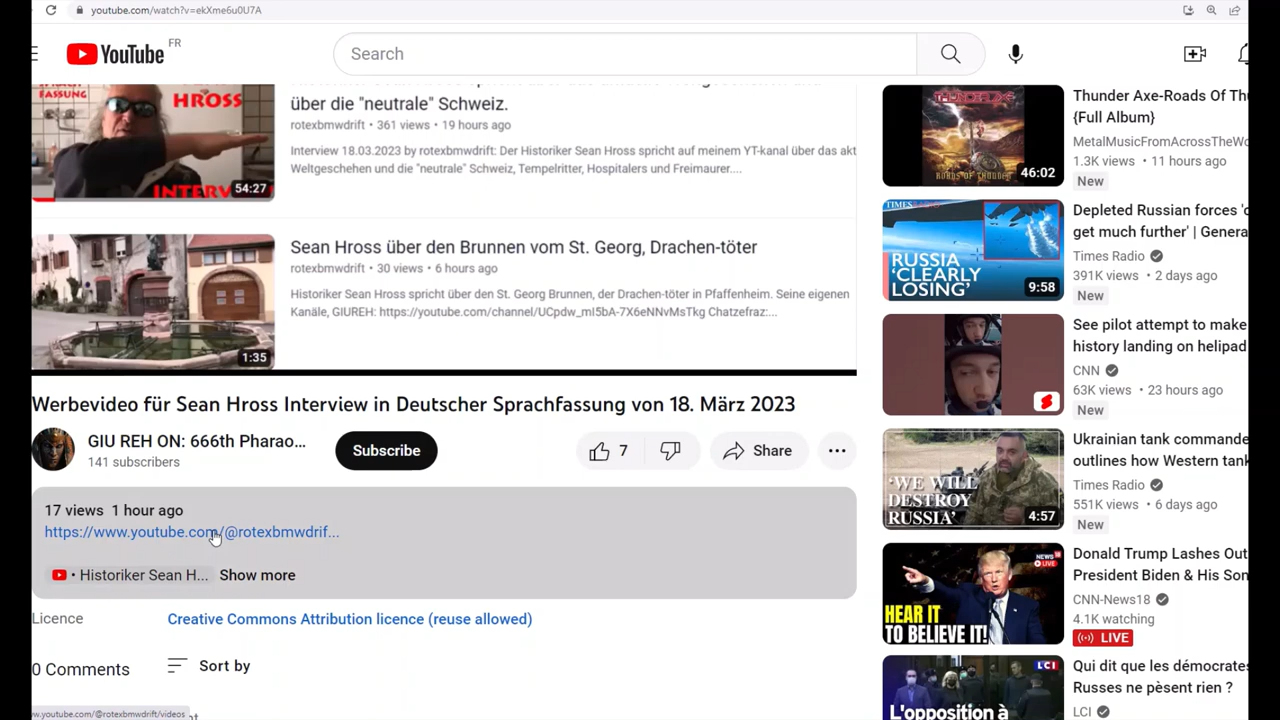 youtube.com/watch?v=ekXme6u0U7A
YouTube FR
Search
FASSUNG
HROSS
INTERV
54:27
über die "neutrale" Schweiz.
rotexbmwdrift • 361 views • 19 hours ago
Interview 18.03.2023 by rotexbmwdrift: Der Historiker Sean Hross spricht auf meinem YT-kanal über das akt
Weltgeschehen und die "neutrale" Schweiz, Tempelritter, Hospitalers und Freimaurer....
1:35
Sean Hross über den Brunnen vom St. Georg, Drachen-töter
rotexbmwdrift • 30 views • 6 hours ago
Historiker Sean Hross spricht über den St. Georg Brunnen, der Drachen-töter in Pfaffenheim. Seine eigenen
Kanäle, GIUREH: https://youtube.com/channel/UCpdw_mI5bA-7X6eNNvMsTkg Chatzefraz:...
Werbevideo für Sean Hross Interview in Deutscher Sprachfassung von 18. März 2023
GIU REH ON: 666th Pharao...
141 subscribers
Subscribe
7
Share
17 views 1 hour ago
https://www.youtube.com/@rotexbmwdrif...
• Historiker Sean H... Show more
Licence
Creative Commons Attribution licence (reuse allowed)
0 Comments
Sort by
w.youtube.com/@rotexbmwdrift/videos
THUNDER AXE
ROADS OF THUNDER
46:02
Thunder Axe-Roads Of Th
{Full Album}
MetalMusicFromAcrossTheWo
1.3K views • 11 hours ago
New
TIMES
RUSSIA
'CLEARLY
LOSING'
9:58
Depleted Russian forces 'c
get much further' | Genera
Times Radio
391K views • 2 days ago
New
See pilot attempt to make
history landing on helipad
CNN
63K views • 23 hours ago
New
'WE WILL
DESTROY
RUSSIA'
4:57
Ukrainian tank commande
outlines how Western tank
Times Radio
551K views • 6 days ago
New
NEWS 18
LIVE
HEAR IT
TO BELIEVE IT!
Donald Trump Lashes Out
President Biden & His Son
CNN-News18
4.1K watching
LIVE
LCI
L'opposition à
Qui dit que les démocrates
Russes ne pèsent rien ?
LCI